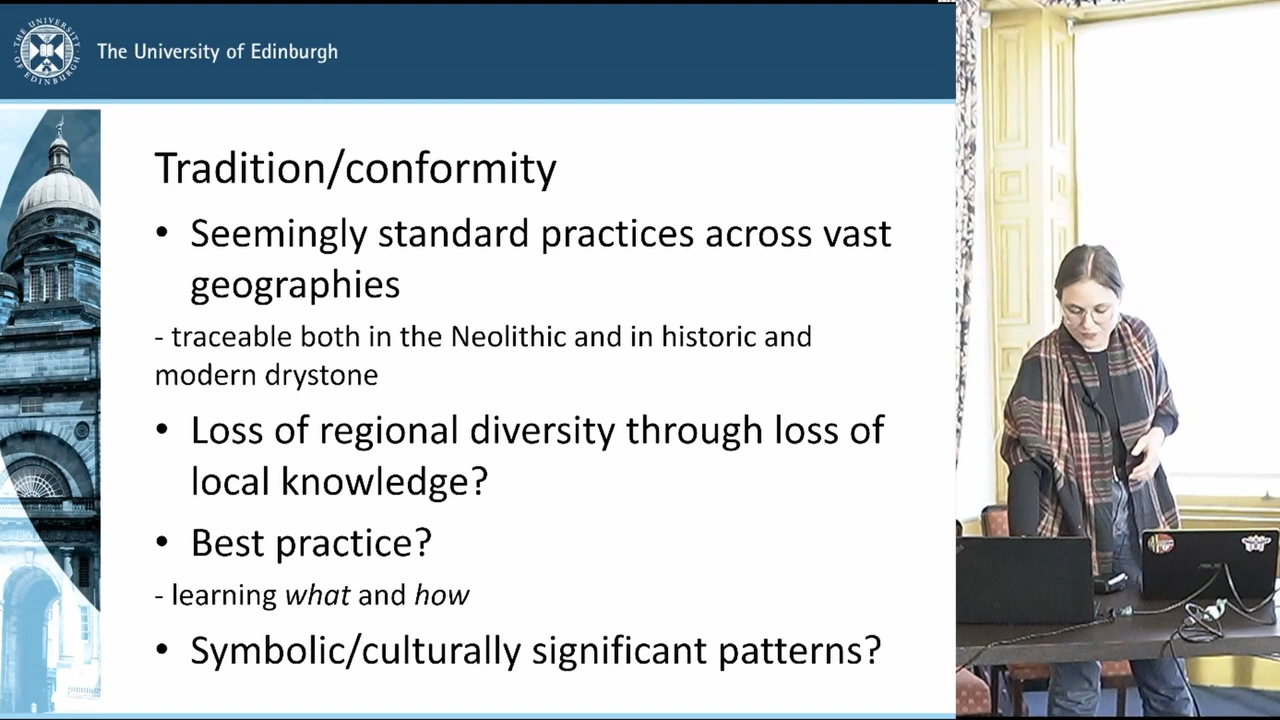 The University of Edinburgh
Tradition/conformity
• Seemingly standard practices across vast
geographies
- traceable both in the Neolithic and in historic and
modern drystone
• Loss of regional diversity through loss of
local knowledge?
• Best practice?
- learning what and how
• Symbolic/culturally significant patterns?